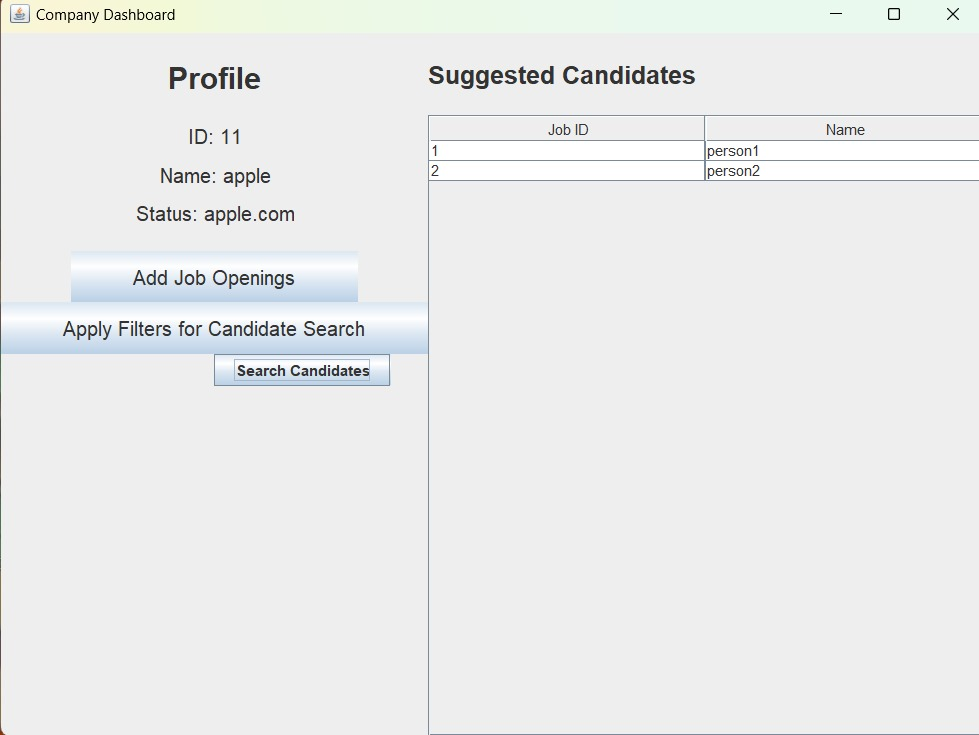 Company Dashboard
Profile
ID: 11
Name: apple
Status: apple.com
Add Job Openings
Apply Filters for Candidate Search
Search Candidates
Suggested Candidates
Job ID Name
1 person1
2 person2